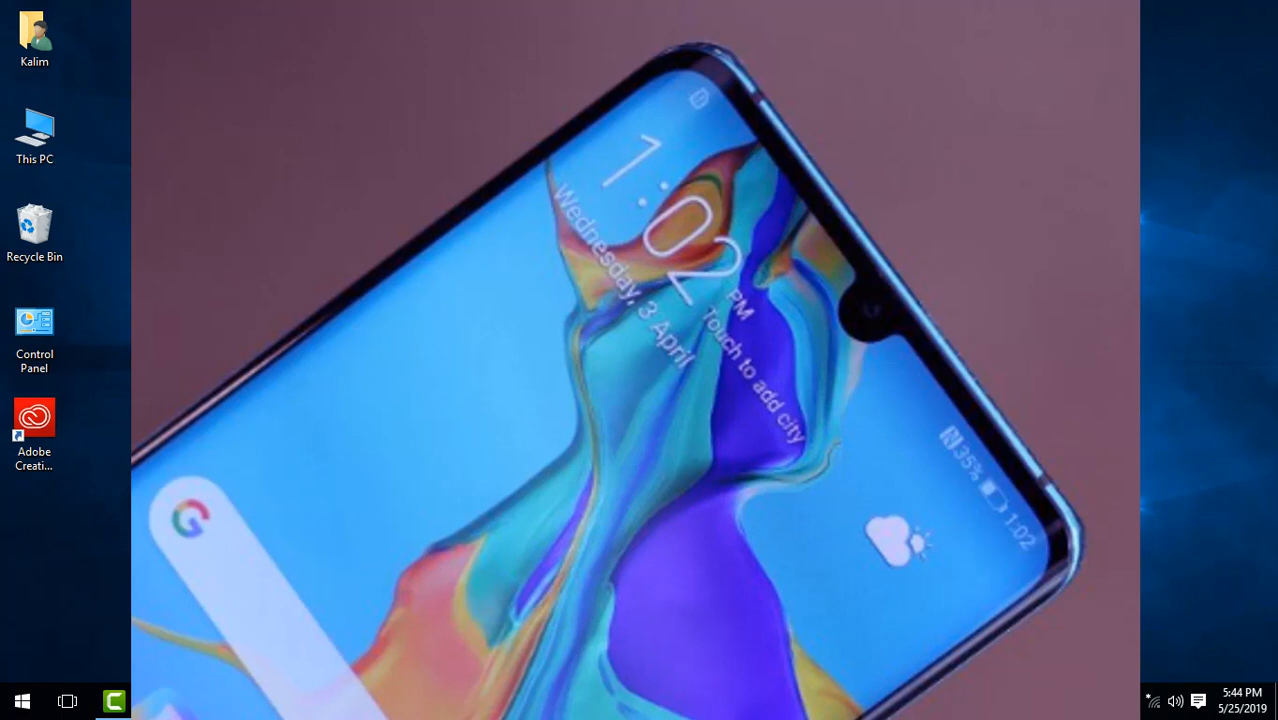 Kalim
This PC
Recycle Bin
Control
Panel
Adobe
Creati...
1:02
PM
Wednesday, 3 April
Touch to add city
35%
1:02
5:44 PM
5/25/2019